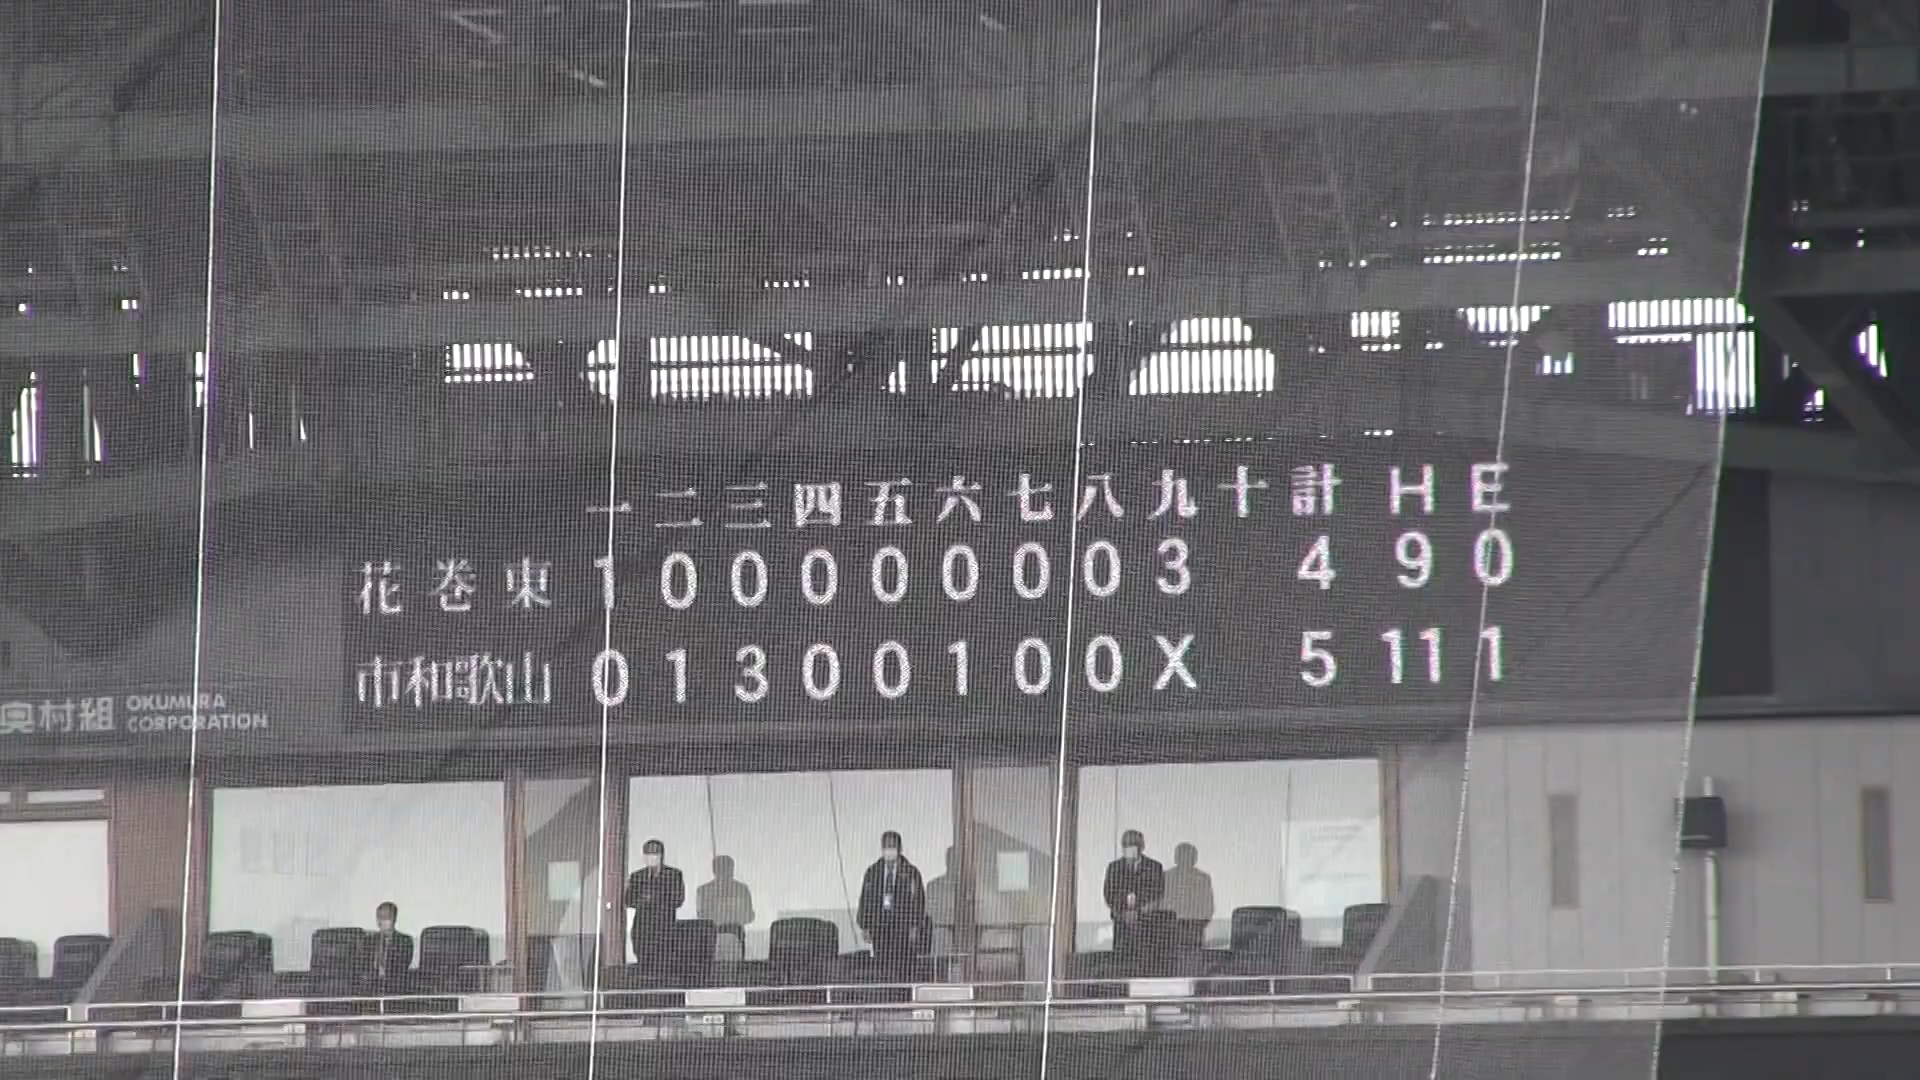 一 二 三 四 五 六 七 八 九 十 計 H E
花巻東 1 0 0 0 0 0 0 0 3 4 9 0
市和歌山 0 1 3 0 0 1 0 0 X 5 11 1
奥村組 OKUMURA
CORPORATION